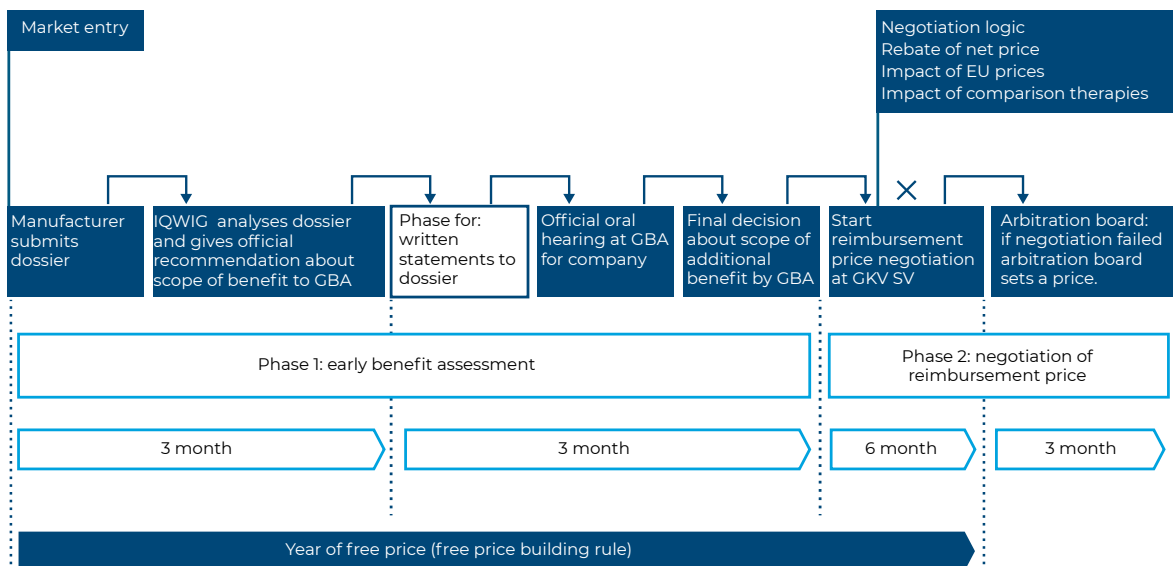 Market entry
Negotiation logic
Rebate of net price
Impact of EU prices
Impact of comparison therapies
Manufacturer
submits
dossier
IQWIG analyses dossier
and gives official
recommendation about
scope of benefit to GBA
Phase for:
written
statements to
dossier
Official oral
hearing at GBA
for company
Final decision
about scope of
additional
benefit by GBA
Start
reimbursement
price negotiation
at GKV SV
Arbitration board:
if negotiation failed
arbitration board
sets a price.
Phase 1: early benefit assessment
Phase 2: negotiation of
reimbursement price
3 month
3 month
6 month
3 month
Year of free price (free price building rule)